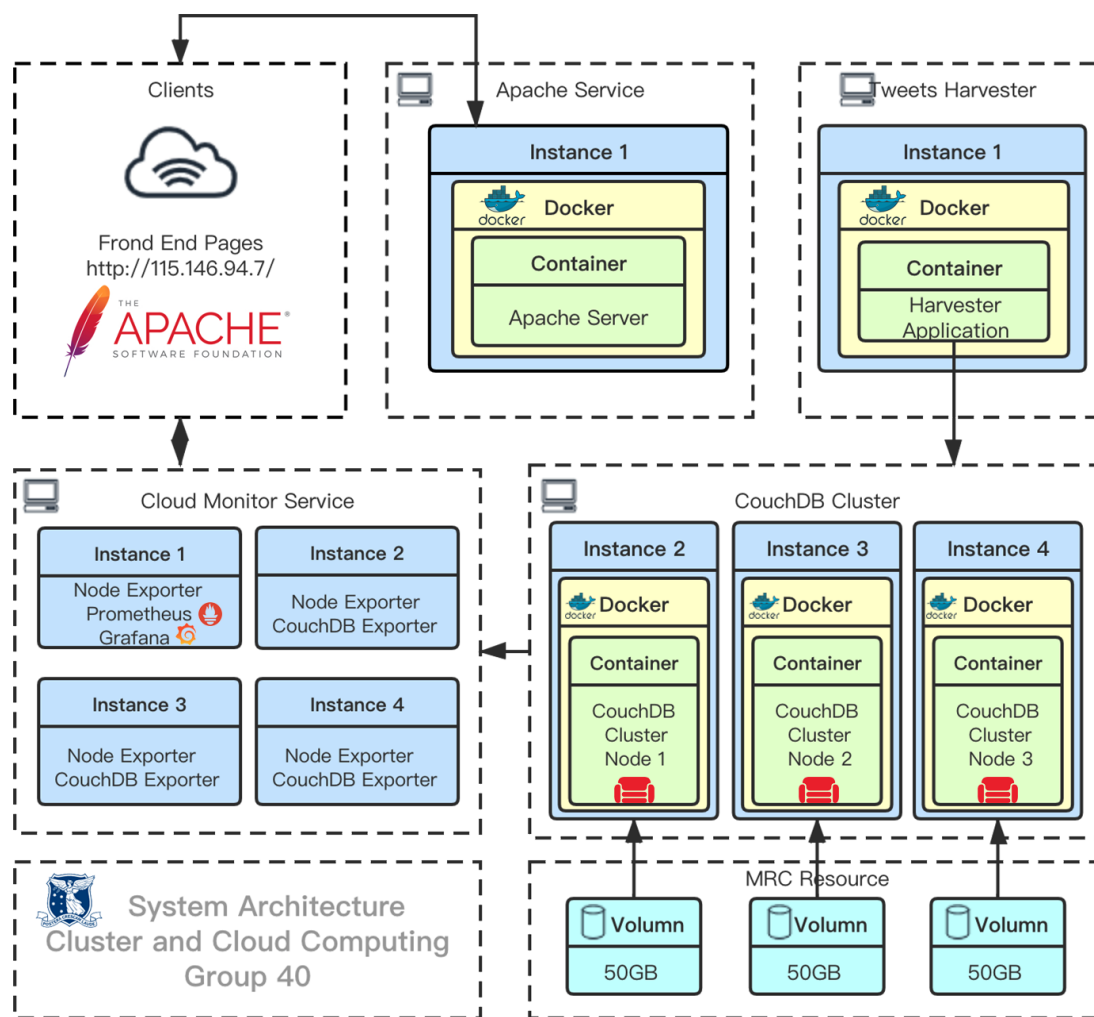 Clients
Frond End Pages
http://115.146.94.7/
THE
APACHE®
SOFTWARE FOUNDATION
Apache Service
Instance 1
docker
Docker
Container
Apache Server
Tweets Harvester
Instance 1
docker
Docker
Container
Harvester
Application
Cloud Monitor Service
Instance 1
Node Exporter
Prometheus
Grafana
Instance 2
Node Exporter
CouchDB Exporter
Instance 3
Node Exporter
CouchDB Exporter
Instance 4
Node Exporter
CouchDB Exporter
CouchDB Cluster
Instance 2
docker
Docker
Container
CouchDB
Cluster
Node 1
Instance 3
docker
Docker
Container
CouchDB
Cluster
Node 2
Instance 4
docker
Docker
Container
CouchDB
Cluster
Node 3
System Architecture
Cluster and Cloud Computing
Group 40
MRC Resource
Volumn
50GB
Volumn
50GB
Volumn
50GB